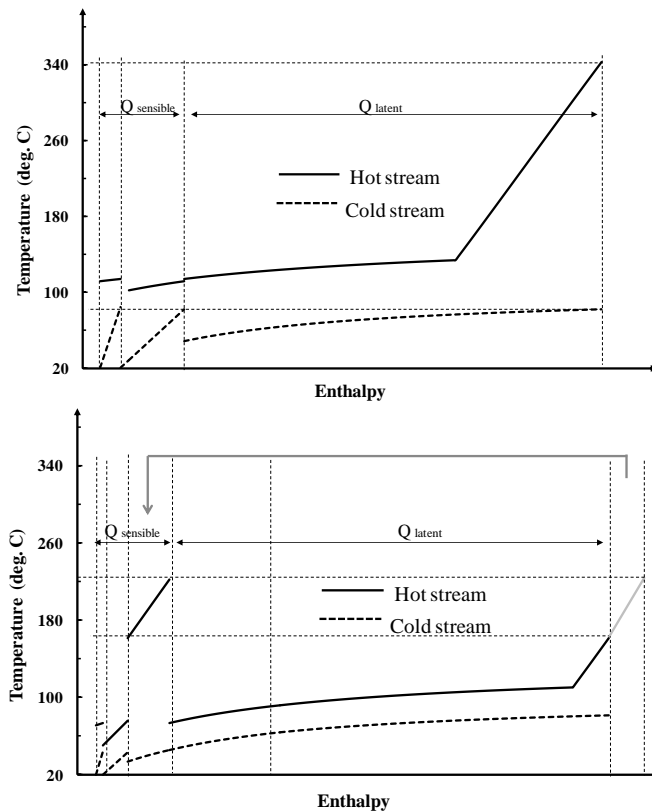 340
Q sensible
Q latent
260
Hot stream
Cold stream
180
100
20
Temperature (deg. C)
Enthalpy
340
260
Q sensible
Q latent
Hot stream
180
Cold stream
100
20
Temperature (deg. C)
Enthalpy